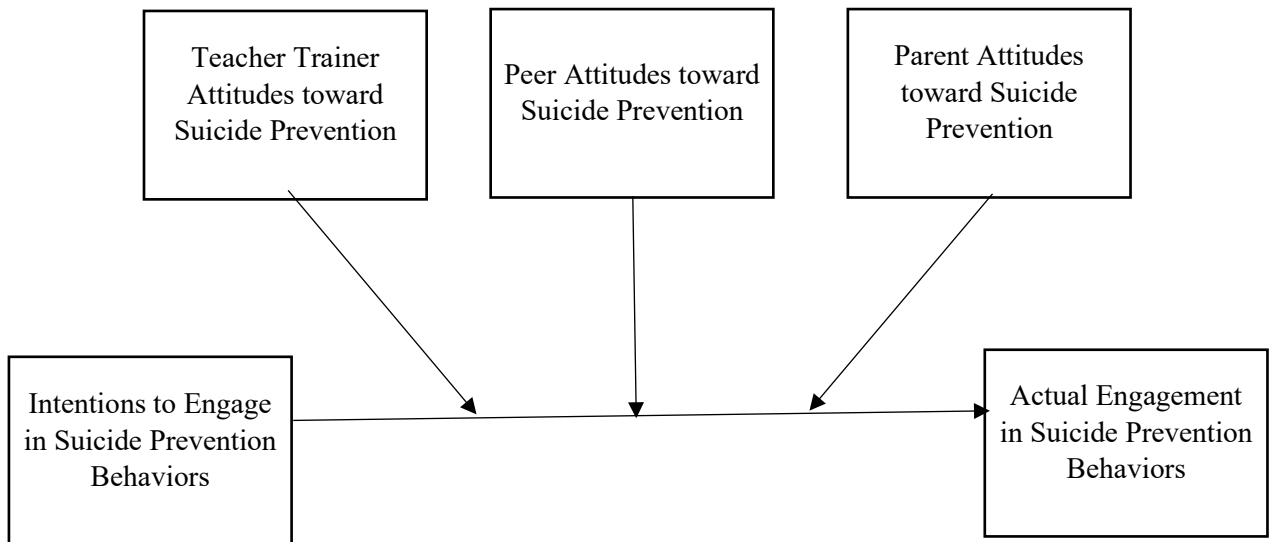 Teacher Trainer
Attitudes toward
Suicide Prevention
Peer Attitudes toward
Suicide Prevention
Parent Attitudes
toward Suicide
Prevention
Intentions to Engage
in Suicide Prevention
Behaviors
Actual Engagement
in Suicide Prevention
Behaviors